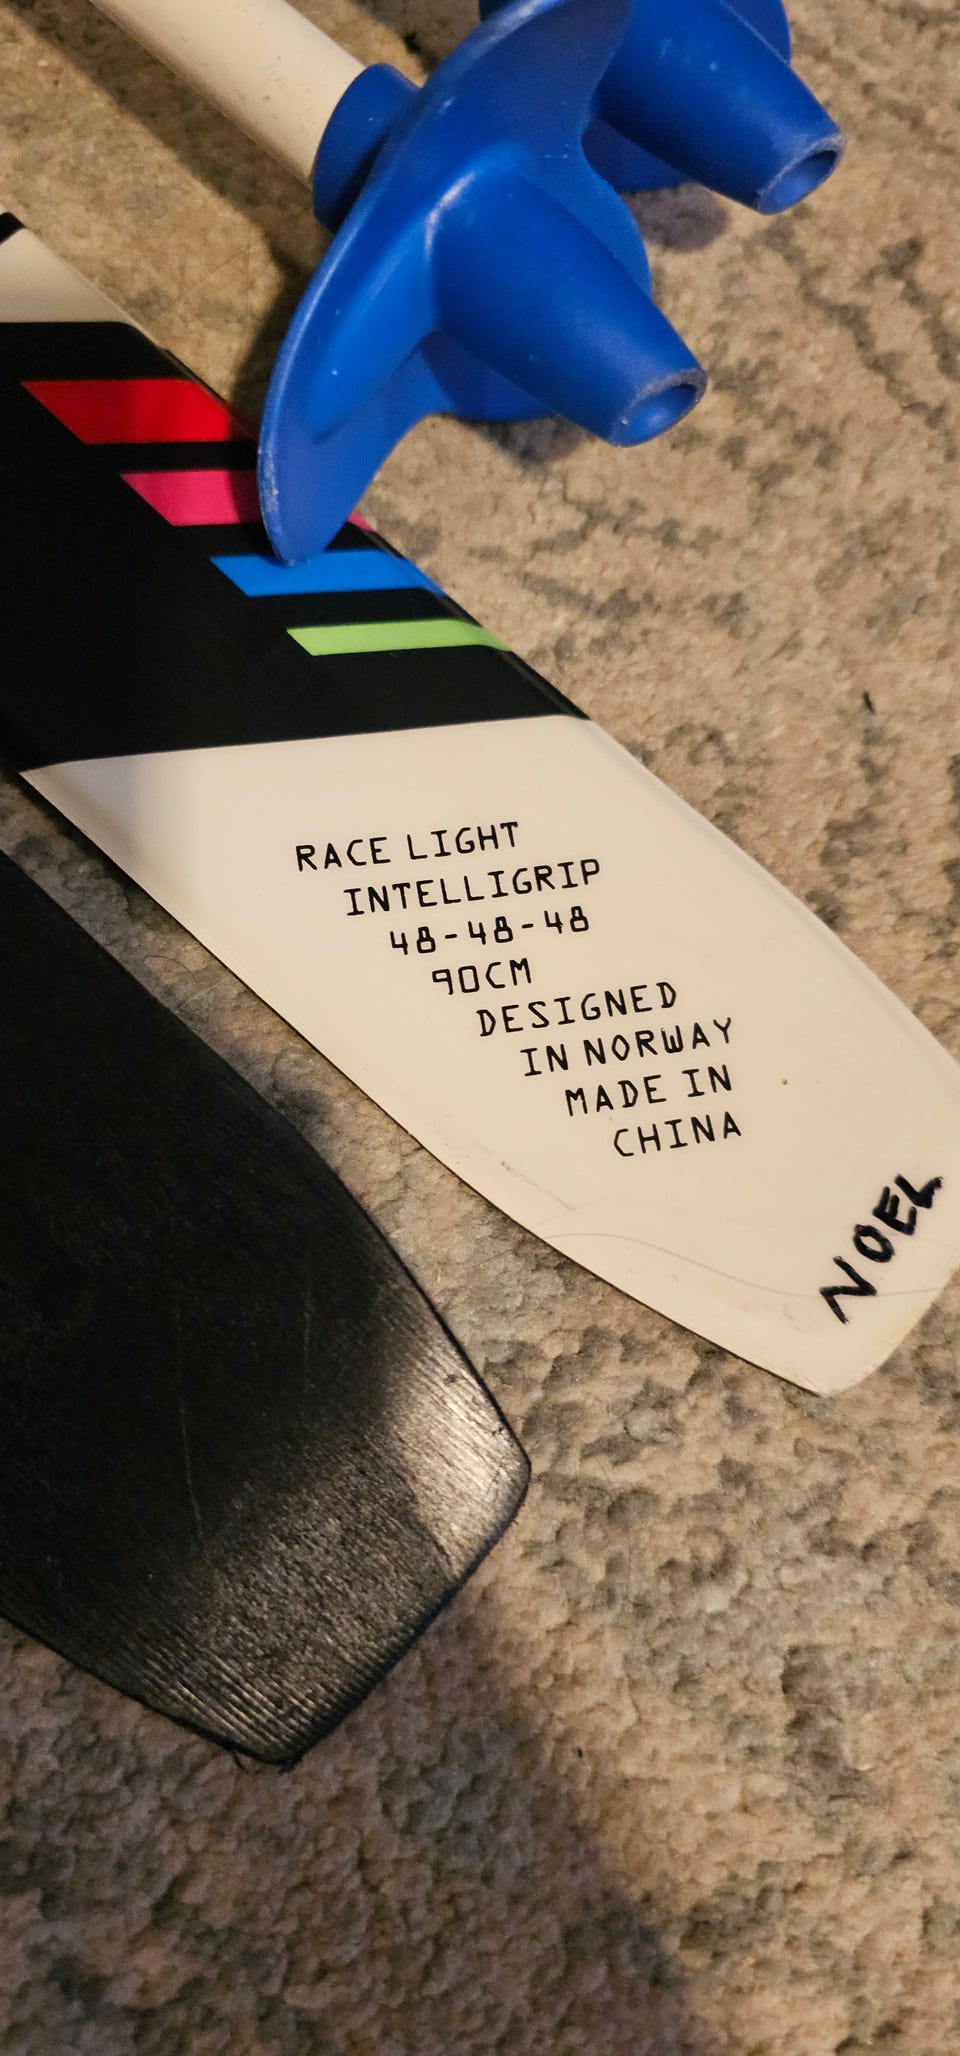 RACE LIGHT
INTELLIGRIP
48-48-48
90CM
DESIGNED
IN NORWAY
MADE IN
CHINA
NOEL